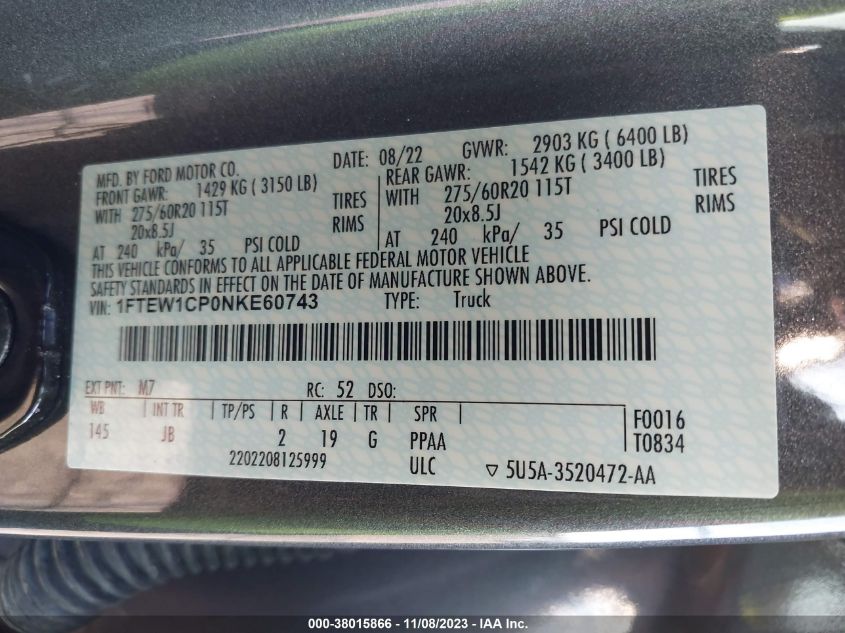 MFD. BY FORD MOTOR CO. DATE: 08/22 GVWR: 2903 KG ( 6400 LB)
FRONT GAWR: 1429 KG ( 3150 LB) REAR GAWR: 1542 KG ( 3400 LB)
WITH 275/60R20 115T TIRES WITH 275/60R20 115T TIRES
20x8.5J RIMS 20x8.5J RIMS
AT 240 kPa/ 35 PSI COLD AT 240 kPa/ 35 PSI COLD
THIS VEHICLE CONFORMS TO ALL APPLICABLE FEDERAL MOTOR VEHICLE
SAFETY STANDARDS IN EFFECT ON THE DATE OF MANUFACTURE SHOWN ABOVE.
VIN: 1FTEW1CP0NKE60743 TYPE: Truck
EXT PNT: M7 RC: 52 DSO:
WB INT TR TP/PS R AXLE TR SPR F0016
145 JB 2 19 G PPAA T0834
2202208125999 ULC ▽ 5U5A-3520472-AA
000-38015866 - 11/08/2023 - IAAI.COM